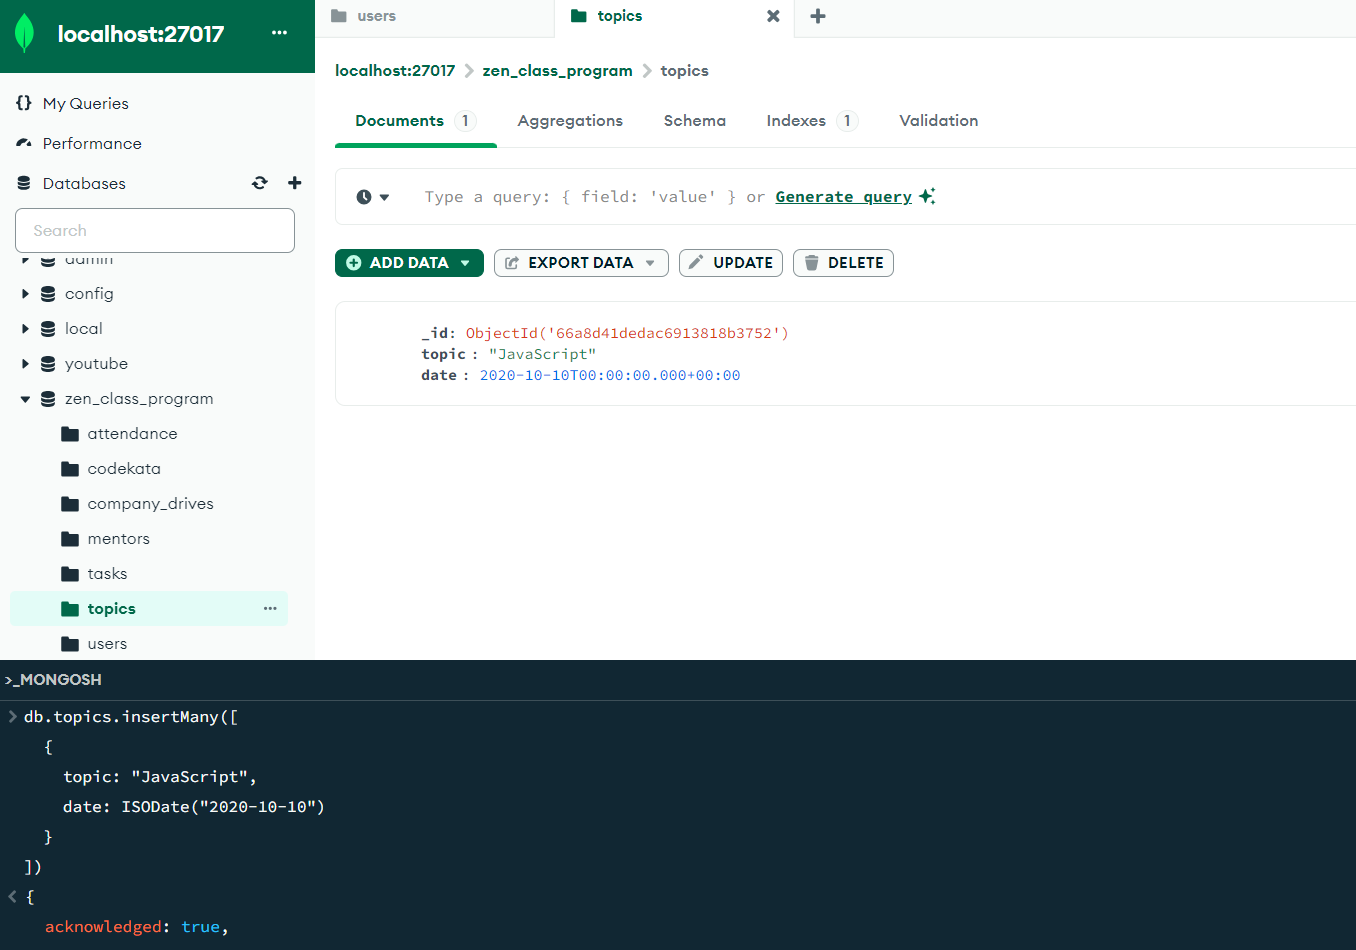 localhost:27017 ...
users
topics
localhost:27017 > zen_class_program > topics
{} My Queries
Performance
Databases
Search
admin
config
local
youtube
zen_class_program
attendance
codekata
company_drives
mentors
tasks
topics ...
users
Documents 1 Aggregations Schema Indexes 1 Validation
Type a query: { field: 'value' } or Generate query
ADD DATA EXPORT DATA UPDATE DELETE
_id: ObjectId('66a8d41dedac6913818b3752')
topic : "JavaScript"
date : 2020-10-10T00:00:00.000+00:00
>_MONGOSH
> db.topics.insertMany([
{
topic: "JavaScript",
date: ISODate("2020-10-10")
}
])
< {
acknowledged: true,